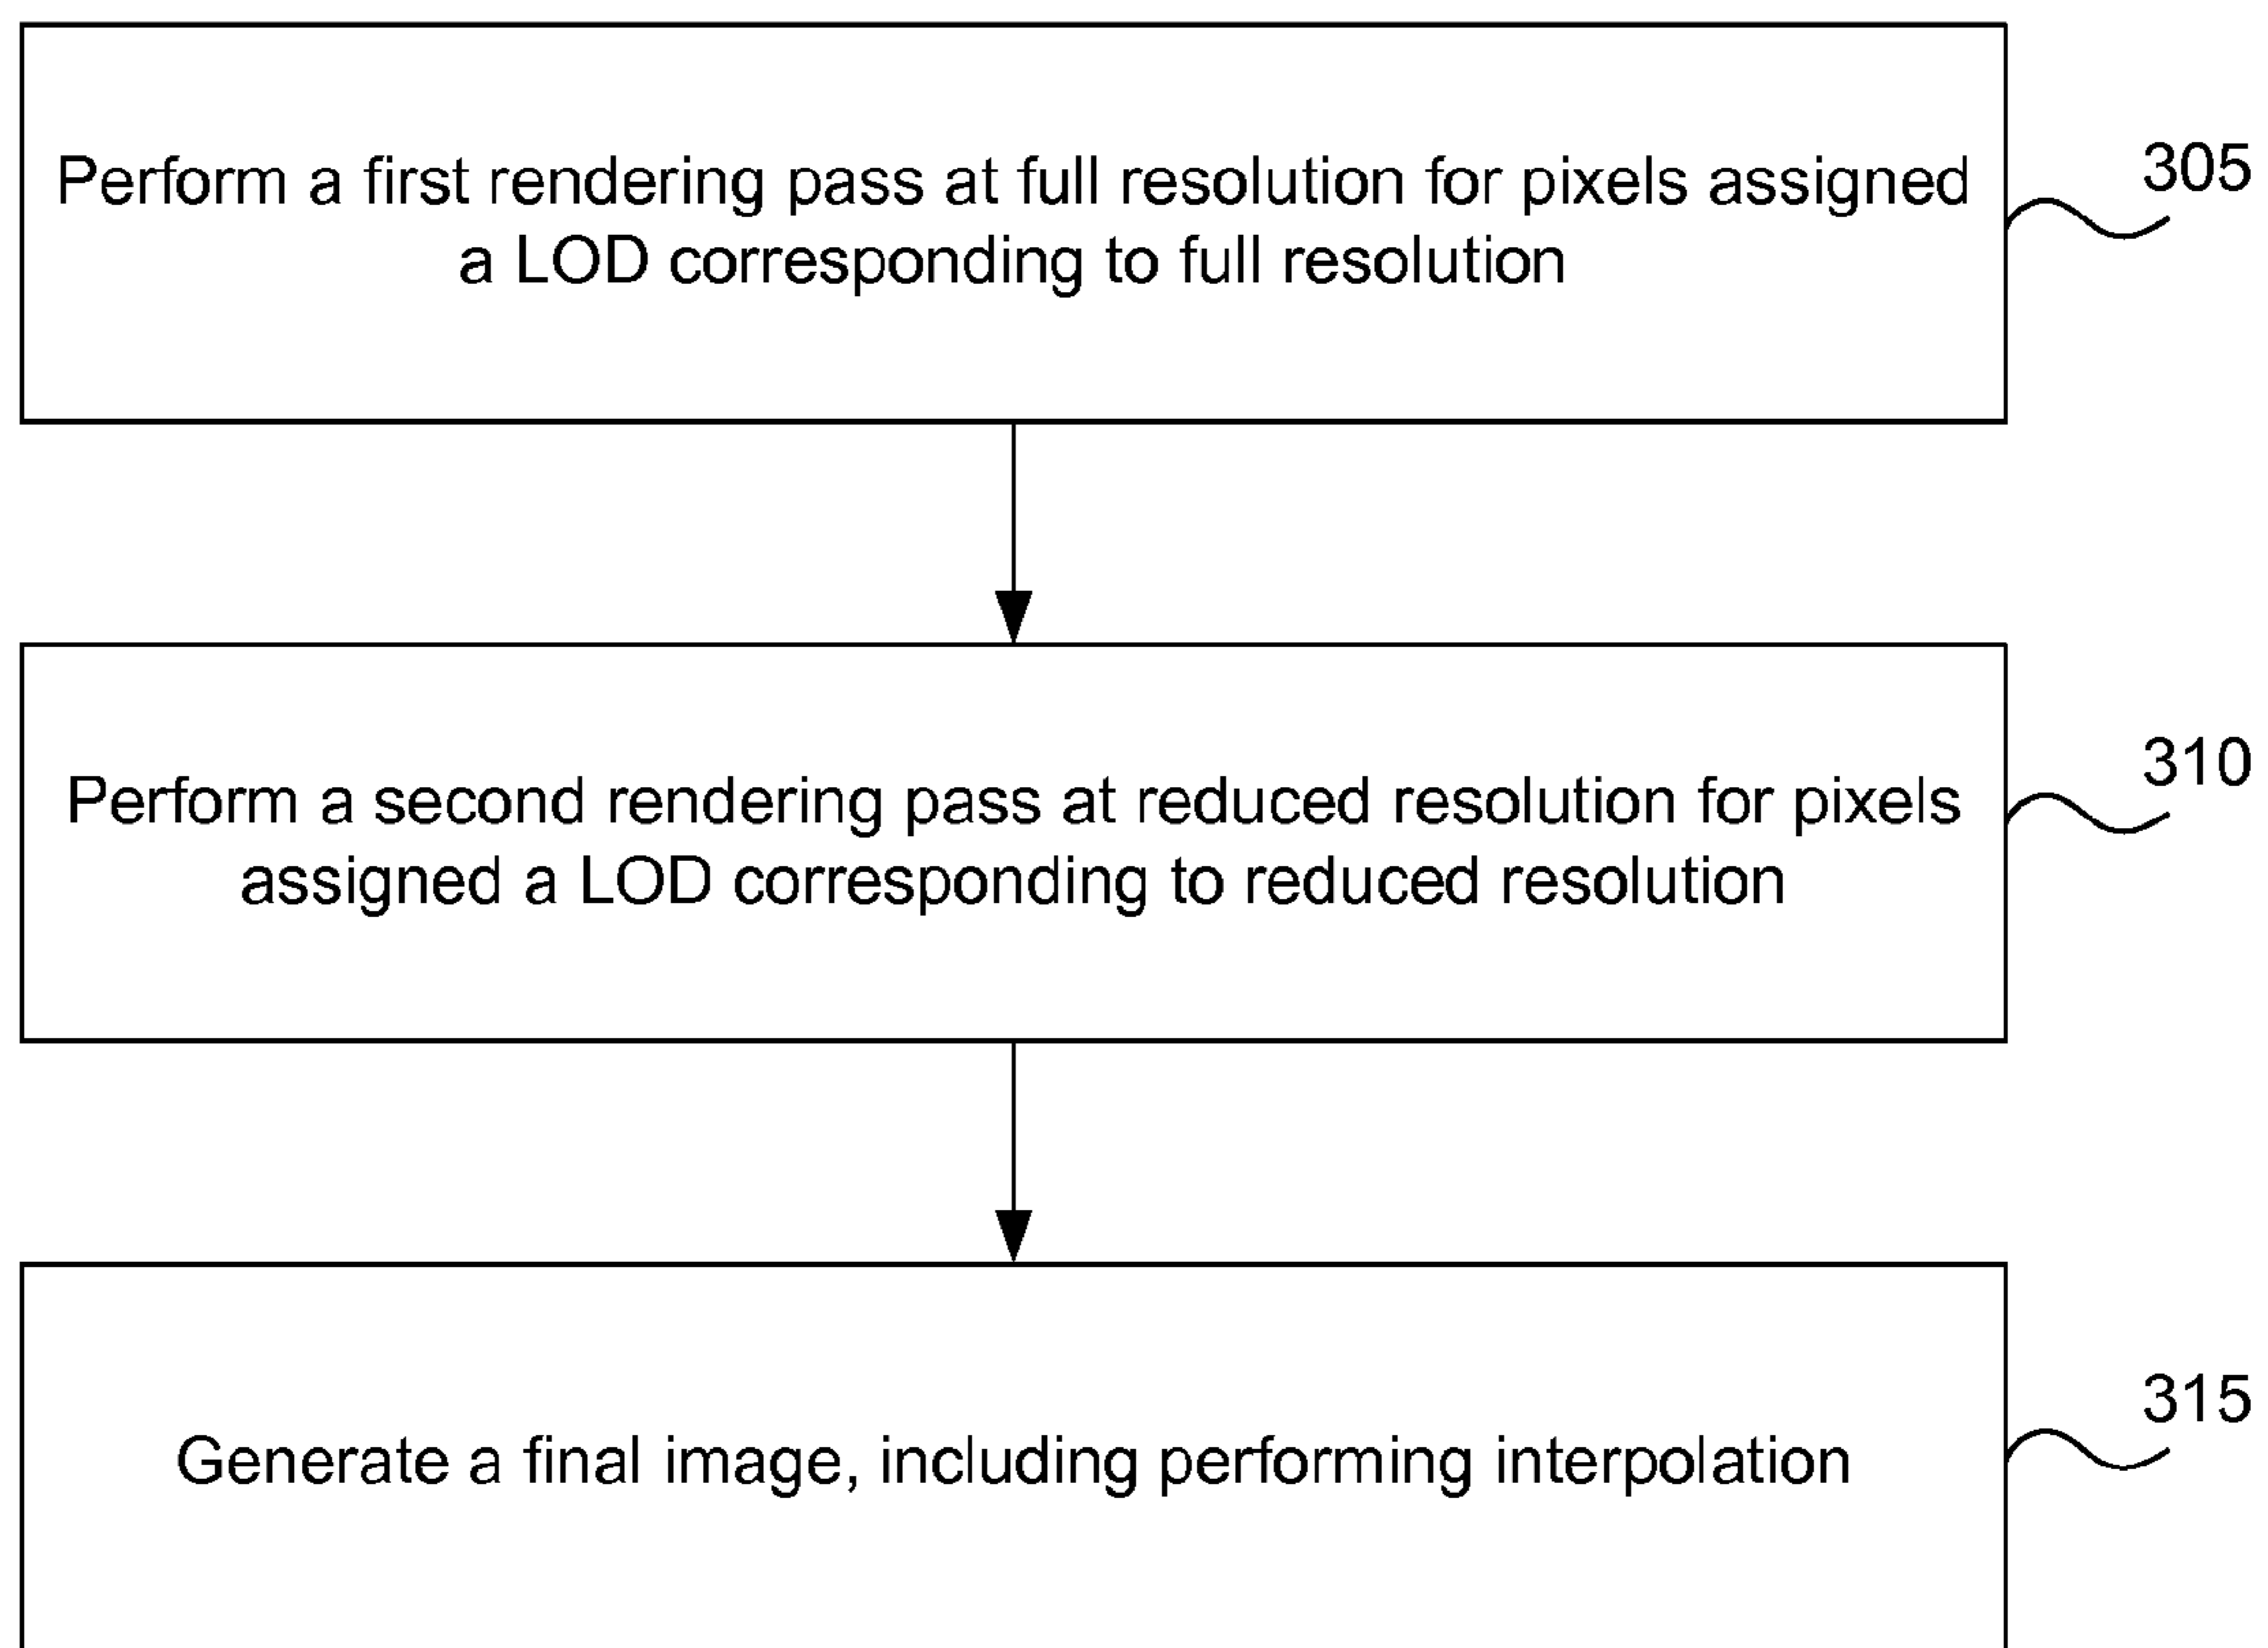 Perform a first rendering pass at full resolution for pixels assigned
a LOD corresponding to full resolution
305
Perform a second rendering pass at reduced resolution for pixels
assigned a LOD corresponding to reduced resolution
310
Generate a final image, including performing interpolation
315